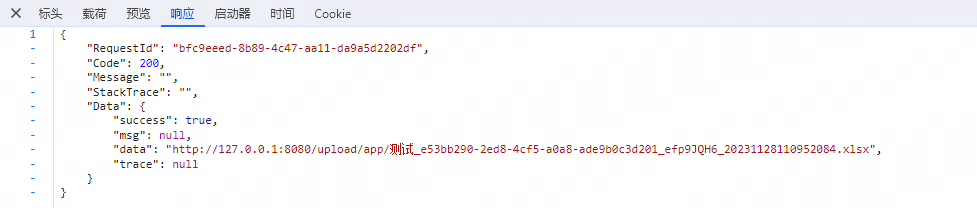 标头 载荷 预览 响应 启动器 时间 Cookie
1 {
- "RequestId": "bfc9eeed-8b89-4c47-aa11-da9a5d2202df",
- "Code": 200,
- "Message": "",
- "StackTrace": "",
- "Data": {
- "success": true,
- "msg": null,
- "data": "http://127.0.0.1:8080/upload/app/测试_e53bb290-2ed8-4cf5-a0a8-ade9b0c3d201_efp9JQH6_20231128110952084.xlsx",
- "trace": null
- }
- }